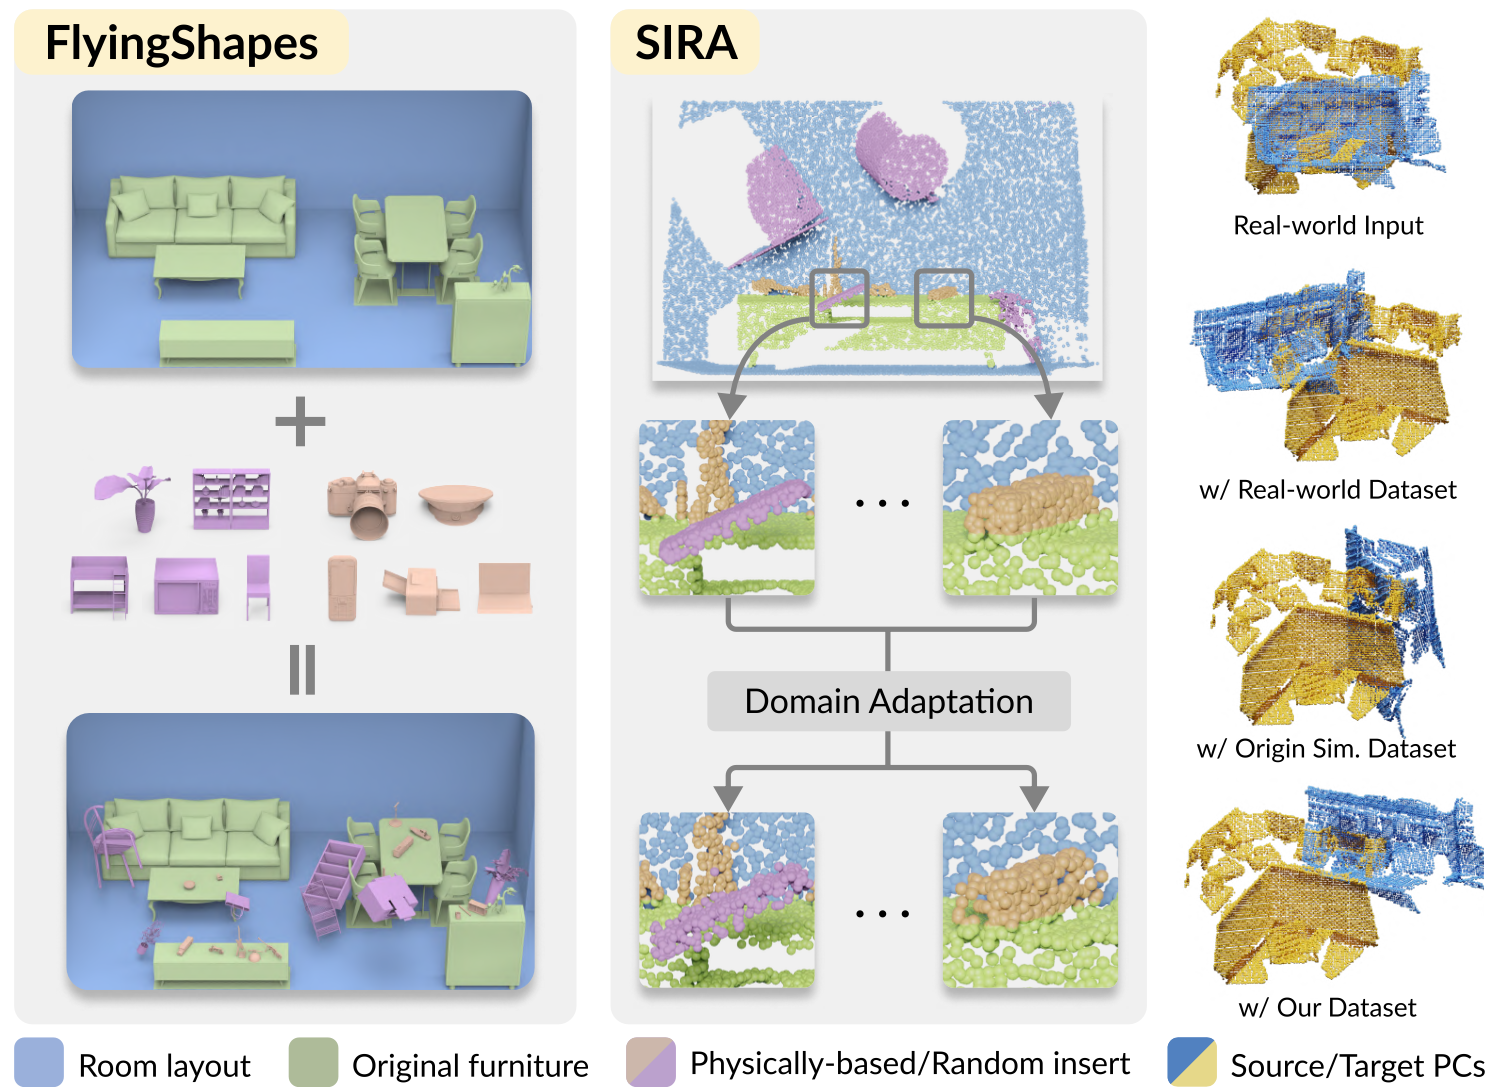 FlyingShapes
SIRA
Real-world Input
w/ Real-world Dataset
w/ Origin Sim. Dataset
w/ Our Dataset
Domain Adaptation
Room layout
Original furniture
Physically-based/Random insert
Source/Target PCs